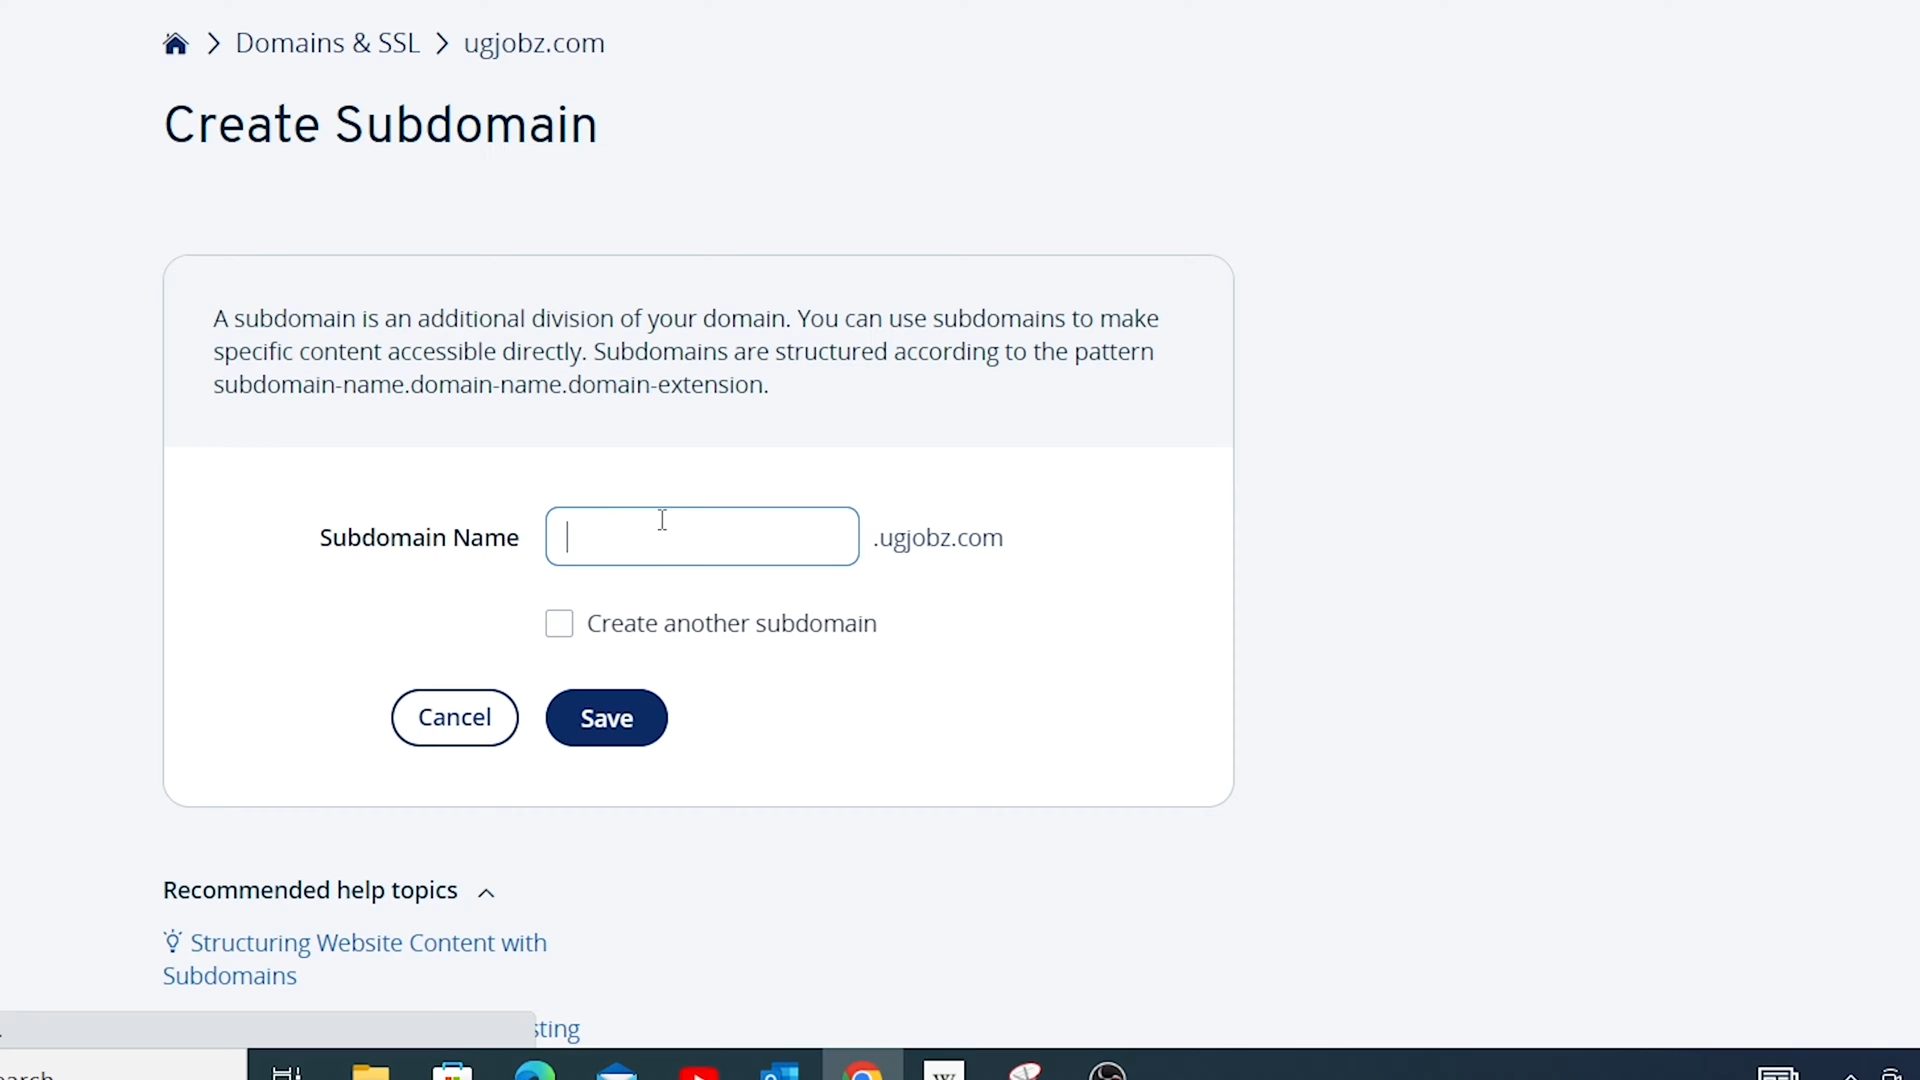 Domains & SSL ugjobz.com
Create Subdomain
A subdomain is an additional division of your domain. You can use subdomains to make
specific content accessible directly. Subdomains are structured according to the pattern
subdomain-name.domain-name.domain-extension.
Subdomain Name .ugjobz.com
Create another subdomain
Cancel Save
Recommended help topics
Structuring Website Content with
Subdomains